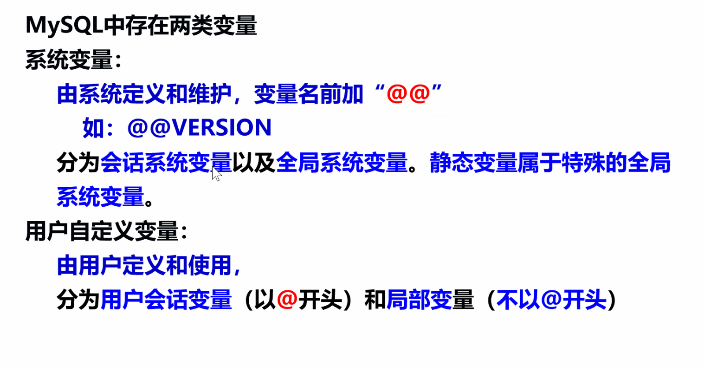 MySQL中存在两类变量
系统变量：
由系统定义和维护，变量名前加“@@”
如：@@VERSION
分为会话系统变量以及全局系统变量。静态变量属于特殊的全局
系统变量。
用户自定义变量：
由用户定义和使用，
分为用户会话变量（以@开头）和局部变量（不以@开头）